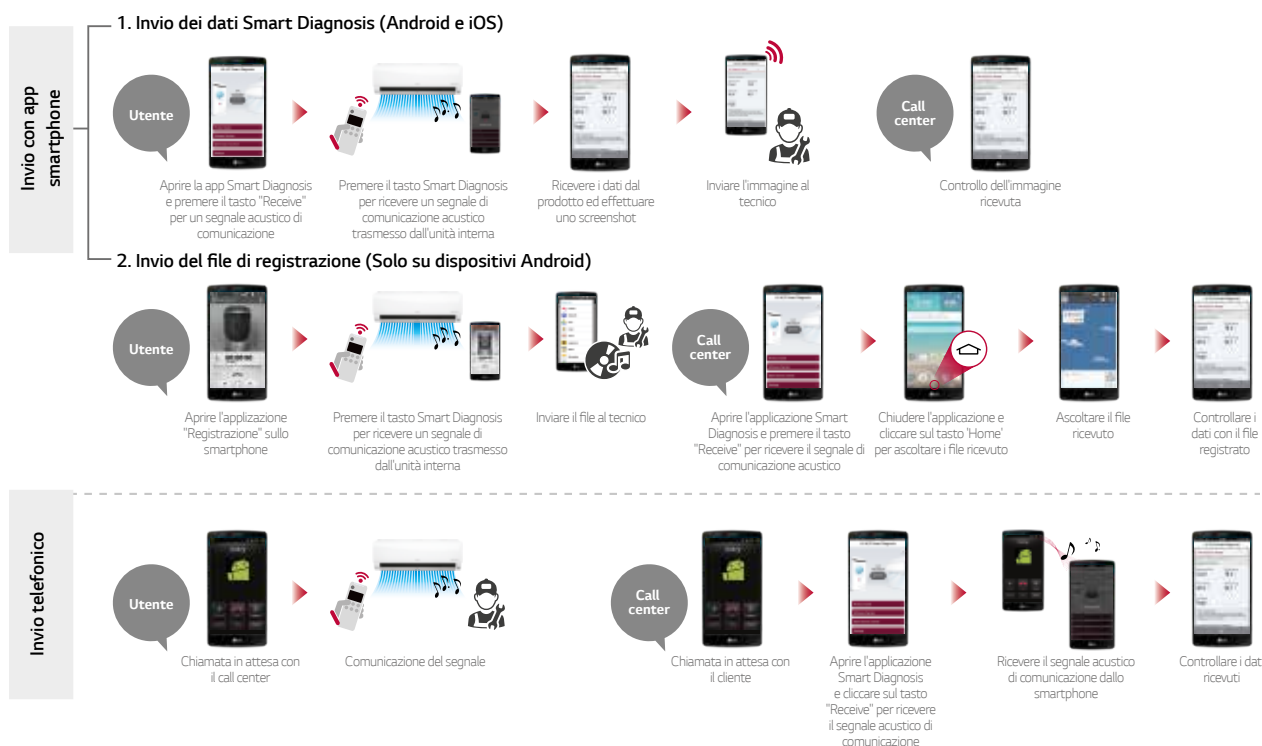 Invio con app
smartphone
1. Invio dei dati Smart Diagnosis (Android e iOS)
Utente
Aprire la app Smart Diagnosis
e premere il tasto "Receive"
per un segnale acustico di
comunicazione
Premere il tasto Smart Diagnosis
per ricevere un segnale di
comunicazione acustico
trasmesso dall'unità interna
Ricevere i dati dal
prodotto ed effettuare
uno screenshot
Inviare l'immagine al
tecnico
Call
center
Controllo dell'immagine
ricevuta
2. Invio del file di registrazione (Solo su dispositivi Android)
Utente
Aprire l'applizazione
"Registrazione" sullo
smartphone
Premere il tasto Smart Diagnosis
per ricevere un segnale di
comunicazione acustico trasmesso
dall'unità interna
Inviare il file al tecnico
Call
center
Aprire l'applicazione Smart
Diagnosis e premere il tasto
"Receive" per ricevere il segnale di
comunicazione acustico
Chiudere l'applicazione e
cliccare sul tasto 'Home'
per ascoltare i file ricevuto
Ascoltare il file
ricevuto
Controllare i
dati con il file
registrato
Invio telefonico
Utente
Chiamata in attesa con
il call center
Comunicazione del segnale
Call
center
Chiamata in attesa con
il cliente
Aprire l'applicazione
Smart Diagnosis
e cliccare sul tasto
"Receive" per ricevere
il segnale acustico di
comunicazione
Ricevere il segnale acustico
di comunicazione dallo
smartphone
Controllare i dat
ricevuti